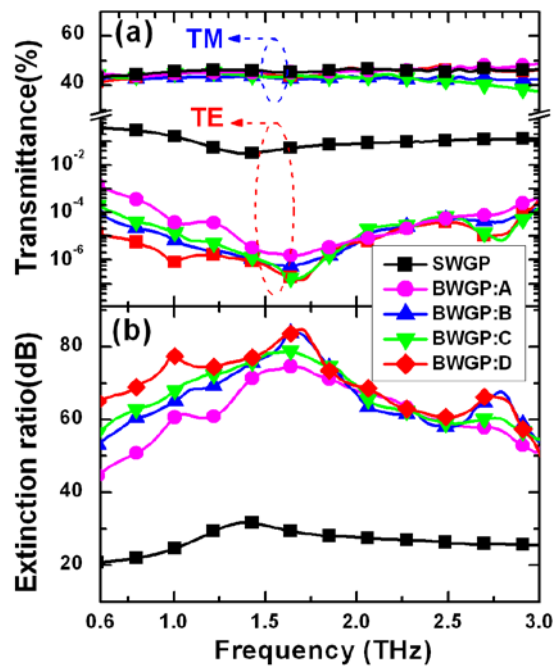 (a)
TM
TE
Transmittance(%)
60
40
10^-2
10^-4
10^-6
SWGP
BWGP:A
BWGP:B
BWGP:C
BWGP:D
(b)
Extinction ratio(dB)
80
60
40
20
0.6 1.0 1.5 2.0 2.5 3.0
Frequency (THz)